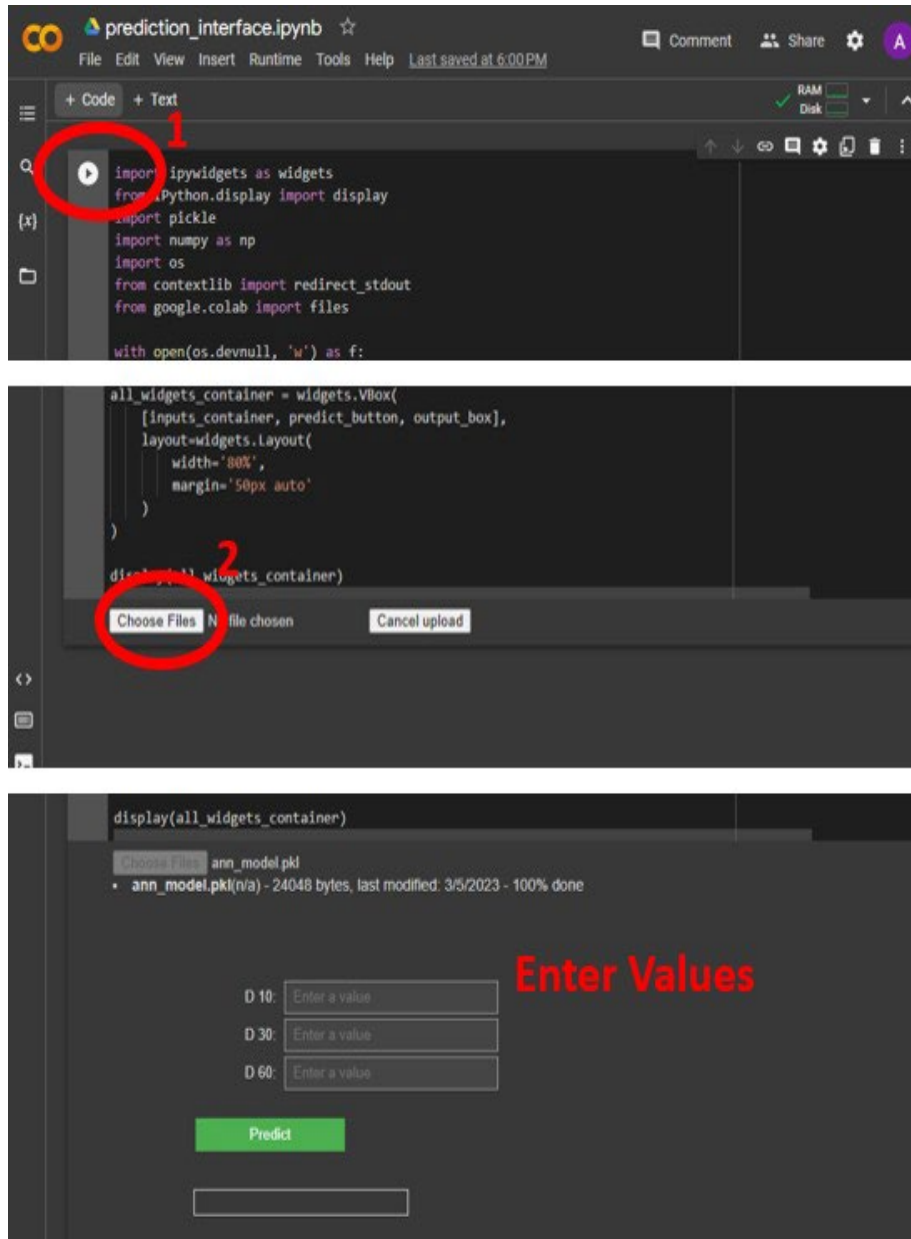 prediction_interface.ipynb
Comment
Share
A
File Edit View Insert Runtime Tools Help Last saved at 6:00 PM
+ Code + Text
RAM
Disk
1
{x}
import ipywidgets as widgets
from IPython.display import display
import pickle
import numpy as np
import os
from contextlib import redirect_stdout
from google.colab import files
with open(os.devnull, 'w') as f:
all_widgets_container = widgets.VBox(
[inputs_container, predict_button, output_box],
layout=widgets.Layout(
width='80%',
margin='50px auto'
)
)
2
display(all_widgets_container)
Choose Files No file chosen Cancel upload
display(all_widgets_container)
Choose Files ann_model.pkl
• ann_model.pkl(n/a) - 24048 bytes, last modified: 3/5/2023 - 100% done
Enter Values
D 10: Enter a value
D 30: Enter a value
D 60: Enter a value
Predict